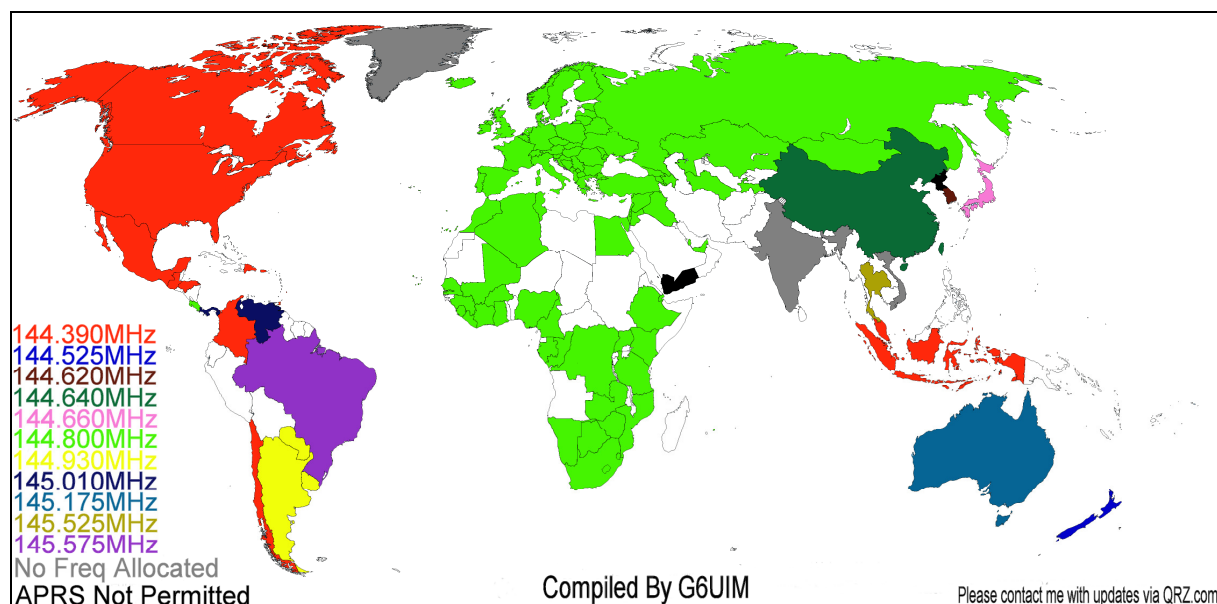 144.390MHz
144.525MHz
144.620MHz
144.640MHz
144.660MHz
144.800MHz
144.930MHz
145.010MHz
145.175MHz
145.525MHz
145.575MHz
No Freq Allocated
APRS Not Permitted
Compiled By G6UIM
Please contact me with updates via QRZ.com